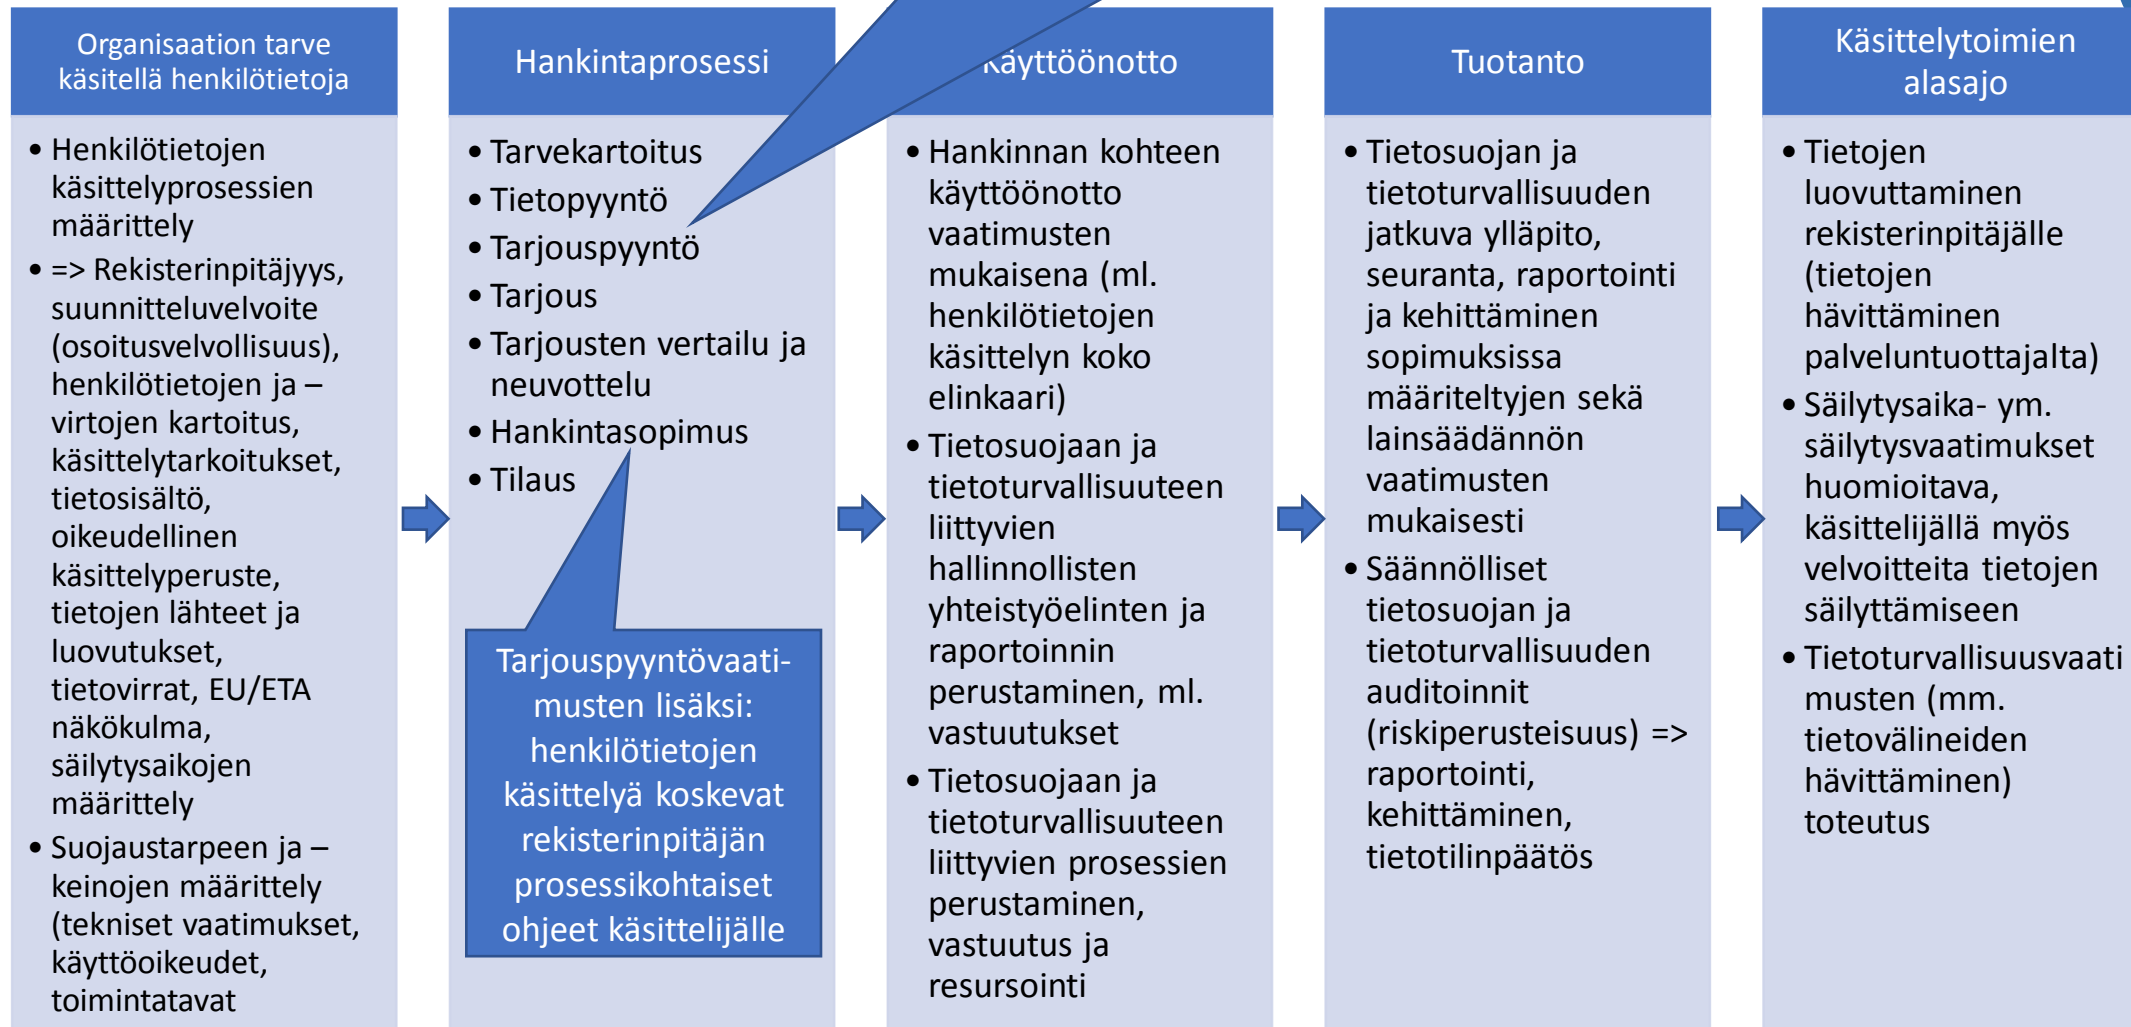 Organisaation tarve
käsitellä henkilötietoja
• Henkilötietojen
käsittelyprosessien
määrittely
• => Rekisterinpitäjyys,
suunnitteluvelvoite
(osoitusvelvollisuus),
henkilötietojen ja –
virtojen kartoitus,
käsittelytarkoitukset,
tietosisältö,
oikeudellinen
käsittelyperuste,
tietojen lähteet ja
luovutukset,
tietovirrat, EU/ETA
näkökulma,
säilytysaikojen
määrittely
• Suojaustarpeen ja –
keinojen määrittely
(tekniset vaatimukset,
käyttöoikeudet,
toimintatavat
Hankintaprosessi
• Tarvekartoitus
• Tietopyyntö
• Tarjouspyyntö
• Tarjous
• Tarjousten vertailu ja
neuvottelu
• Hankintasopimus
• Tilaus
Tarjouspyyntövaati-
musten lisäksi:
henkilötietojen
käsittelyä koskevat
rekisterinpitäjän
prosessikohtaiset
ohjeet käsittelijälle
Käyttöönotto
• Hankinnan kohteen
käyttöönotto
vaatimusten
mukaisena (ml.
henkilötietojen
käsittelyn koko
elinkaari)
• Tietosuojaan ja
tietoturvallisuuteen
liittyvien
hallinnollisten
yhteistyöelinten ja
raportoinnin
perustaminen, ml.
vastuutukset
• Tietosuojaan ja
tietoturvallisuuteen
liittyvien prosessien
perustaminen,
vastuutus ja
resursointi
Tuotanto
• Tietosuojan ja
tietoturvallisuuden
jatkuva ylläpito,
seuranta, raportointi
ja kehittäminen
sopimuksissa
määriteltyjen sekä
lainsäädännön
vaatimusten
mukaisesti
• Säännölliset
tietosuojan ja
tietoturvallisuuden
auditoinnit
(riskiperusteisuus) =>
raportointi,
kehittäminen,
tietotilinpäätös
Käsittelytoimien
alasajo
• Tietojen
luovuttaminen
rekisterinpitäjälle
(tietojen
hävittäminen
palveluntuottajalta)
• Säilytysaika- ym.
säilytysvaatimukset
huomioitava,
käsittelijällä myös
velvoitteita tietojen
säilyttämiseen
• Tietoturvallisuusvaati
musten (mm.
tietovälineiden
hävittäminen)
toteutus